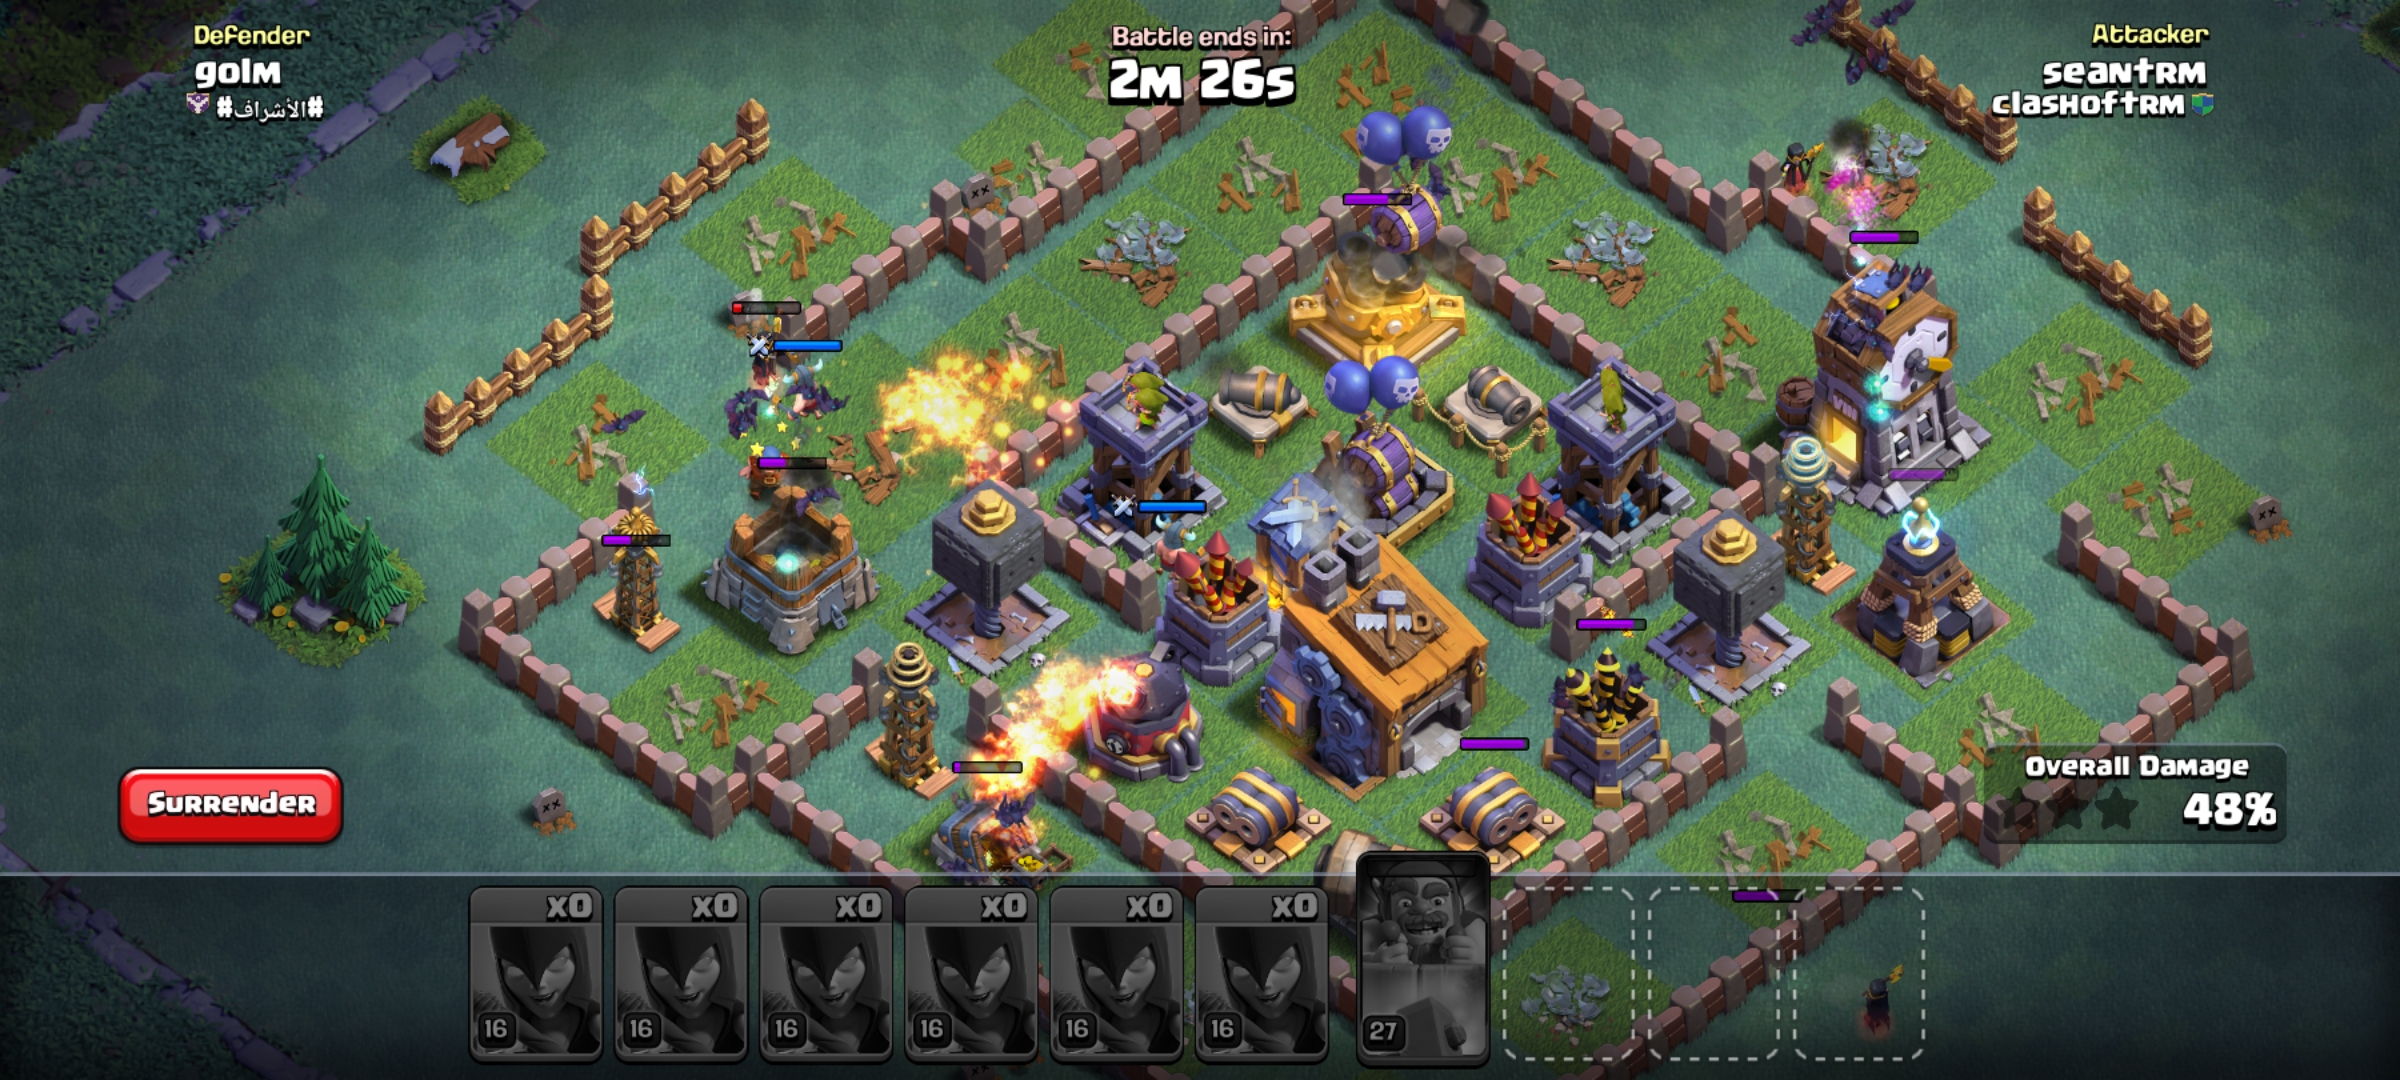 Defender
golm
#الأشراف#
Battle ends in:
2m 26s
Attacker
seantrm
clashoftrm
Surrender
Overall Damage
48%
x0
x0
x0
x0
x0
x0
16
16
16
16
16
16
27